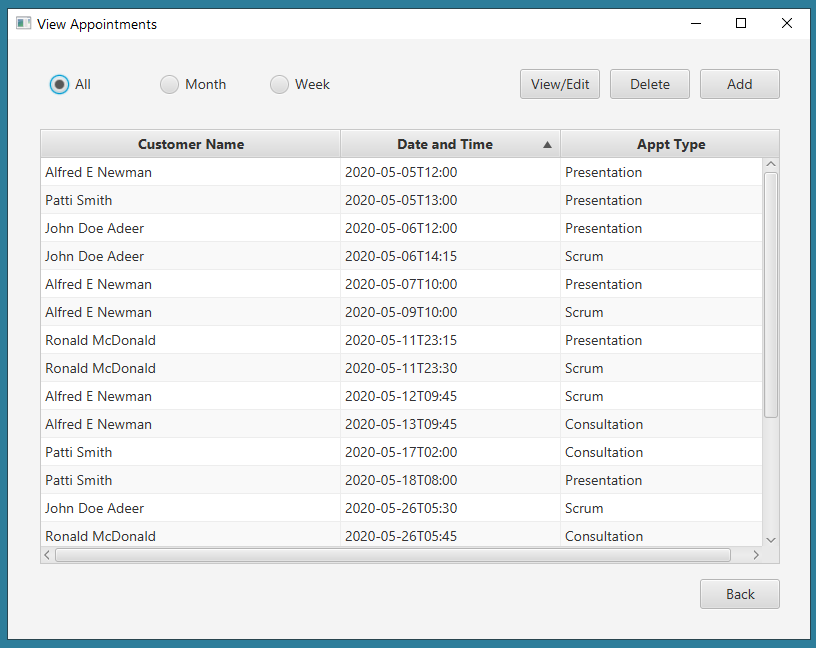 View Appointments
All Month Week View/Edit Delete Add
Customer Name Date and Time Appt Type
Alfred E Newman 2020-05-05T12:00 Presentation
Patti Smith 2020-05-05T13:00 Presentation
John Doe Adeer 2020-05-06T12:00 Presentation
John Doe Adeer 2020-05-06T14:15 Scrum
Alfred E Newman 2020-05-07T10:00 Presentation
Alfred E Newman 2020-05-09T10:00 Scrum
Ronald McDonald 2020-05-11T23:15 Presentation
Ronald McDonald 2020-05-11T23:30 Scrum
Alfred E Newman 2020-05-12T09:45 Scrum
Alfred E Newman 2020-05-13T09:45 Consultation
Patti Smith 2020-05-17T02:00 Consultation
Patti Smith 2020-05-18T08:00 Presentation
John Doe Adeer 2020-05-26T05:30 Scrum
Ronald McDonald 2020-05-26T05:45 Consultation
Back